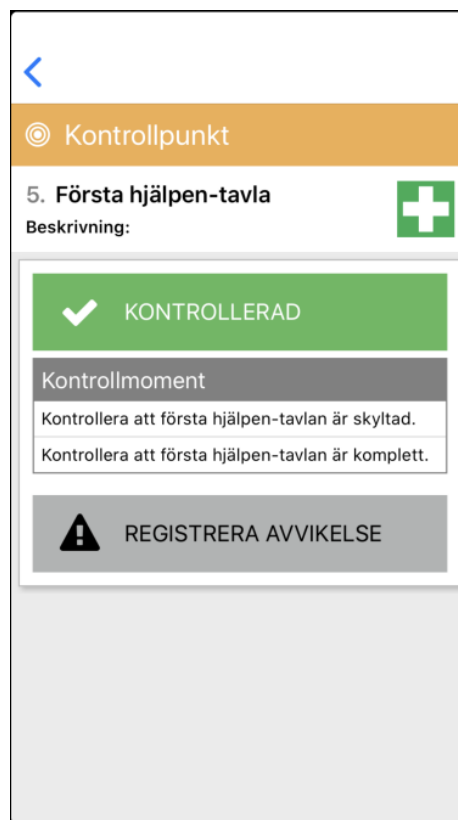 Kontrollpunkt
5. Första hjälpen-tavla
Beskrivning:
KONTROLLERAD
Kontrollmoment
Kontrollera att första hjälpen-tavlan är skyltad.
Kontrollera att första hjälpen-tavlan är komplett.
REGISTRERA AVVIKELSE